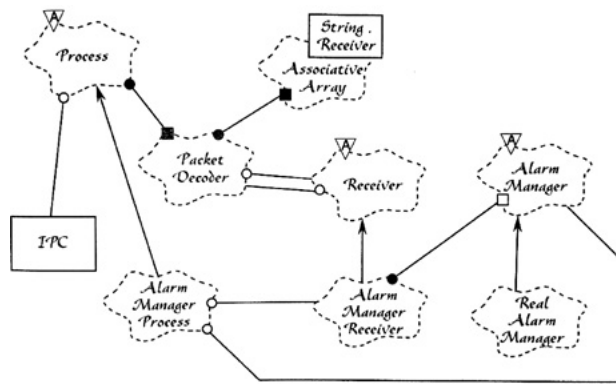 A
Process
String .
Receiver
Associative
Array
Packet
Decoder
A
Receiver
A
Alarm
Manager
IPC
Alarm
Manager
Process
Alarm
Manager
Receiver
Real
Alarm
Manager